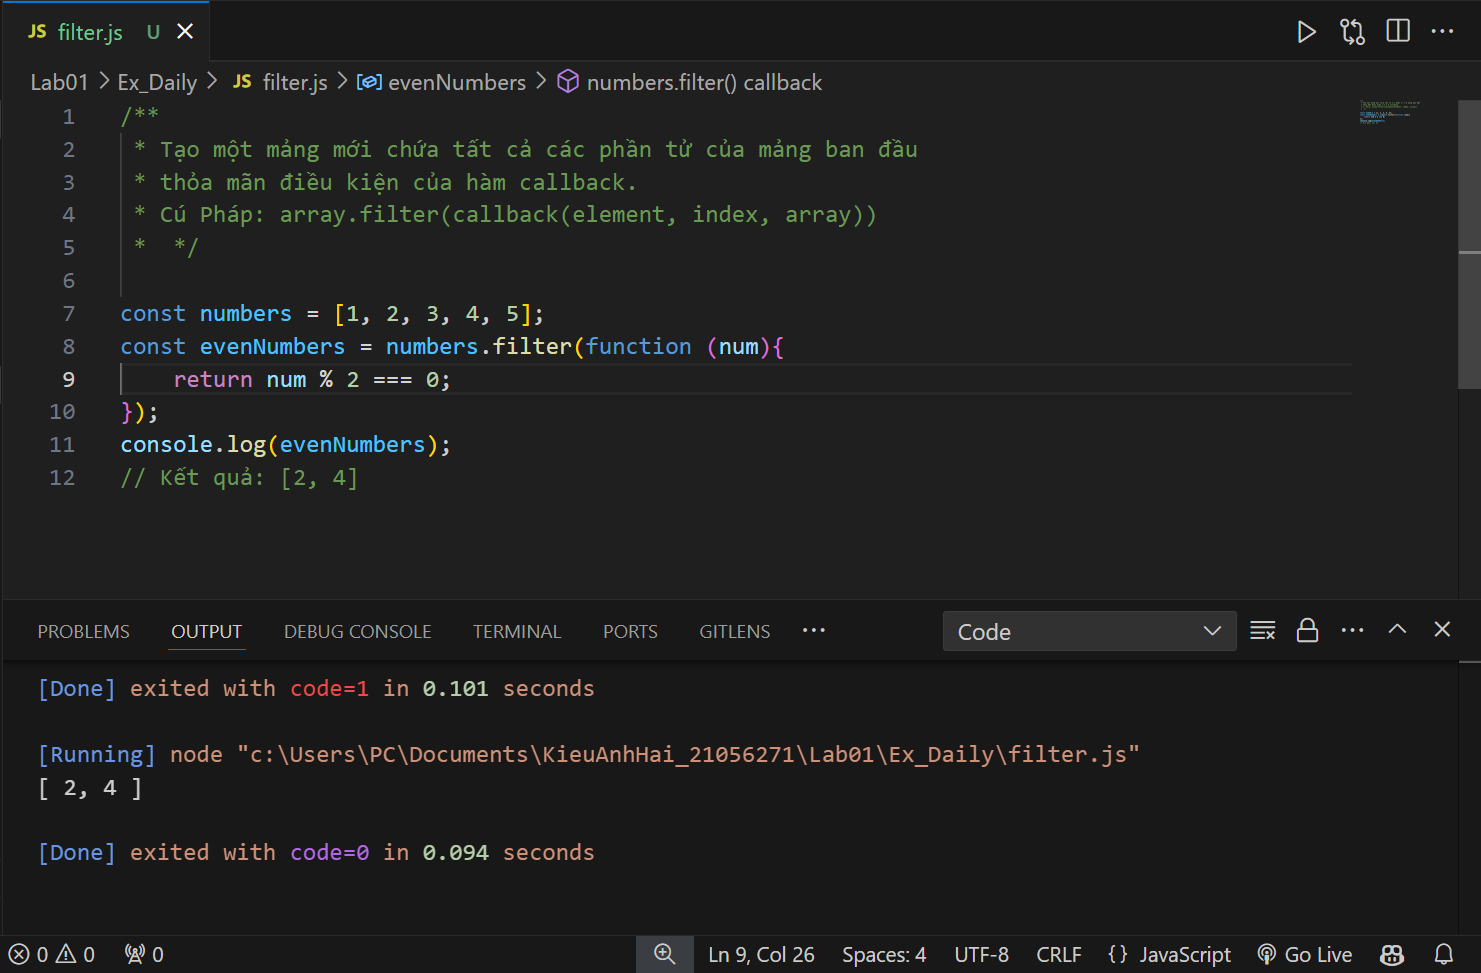 JS filter.js U
Lab01 > Ex_Daily > JS filter.js > evenNumbers > numbers.filter() callback
1 /**
2 * Tạo một mảng mới chứa tất cả các phần tử của mảng ban đầu
3 * thỏa mãn điều kiện của hàm callback.
4 * Cú Pháp: array.filter(callback(element, index, array))
5 *  */
6
7 const numbers = [1, 2, 3, 4, 5];
8 const evenNumbers = numbers.filter(function (num){
9     return num % 2 === 0;
10 });
11 console.log(evenNumbers);
12 // Kết quả: [2, 4]
PROBLEMS OUTPUT DEBUG CONSOLE TERMINAL PORTS GITLENS ··· Code ···
[Done] exited with code=1 in 0.101 seconds
[Running] node "c:\Users\PC\Documents\KieuAnhHai_21056271\Lab01\Ex_Daily\filter.js"
[ 2, 4 ]
[Done] exited with code=0 in 0.094 seconds
0 0 0 Ln 9, Col 26 Spaces: 4 UTF-8 CRLF {} JavaScript Go Live